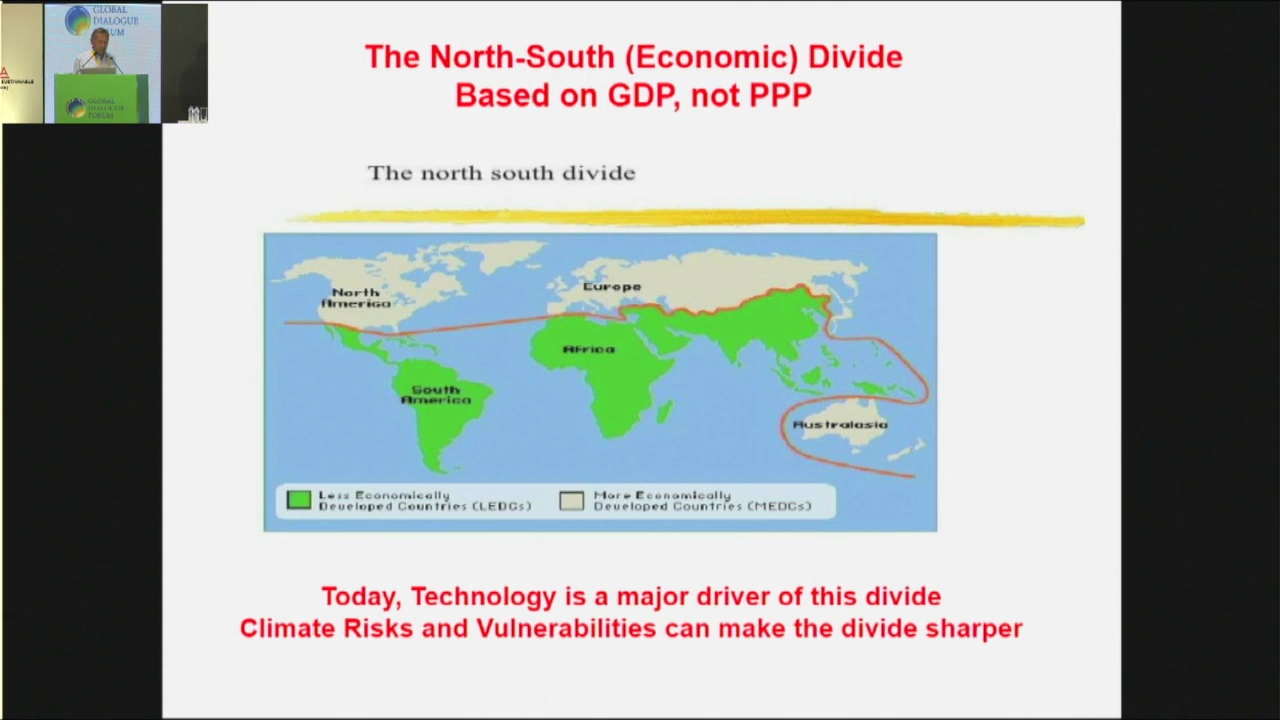 GLOBAL
DIALOGUE
UM
SUSTAINABLE
GLOBAL
DIALOGUE
FORUM
The North-South (Economic) Divide
Based on GDP, not PPP
The north south divide
North
America
Europe
Africa
South
America
Australasia
Less Economically
Developed Countries (LEDCs)
More Economically
Developed Countries (MEDCs)
Today, Technology is a major driver of this divide
Climate Risks and Vulnerabilities can make the divide sharper